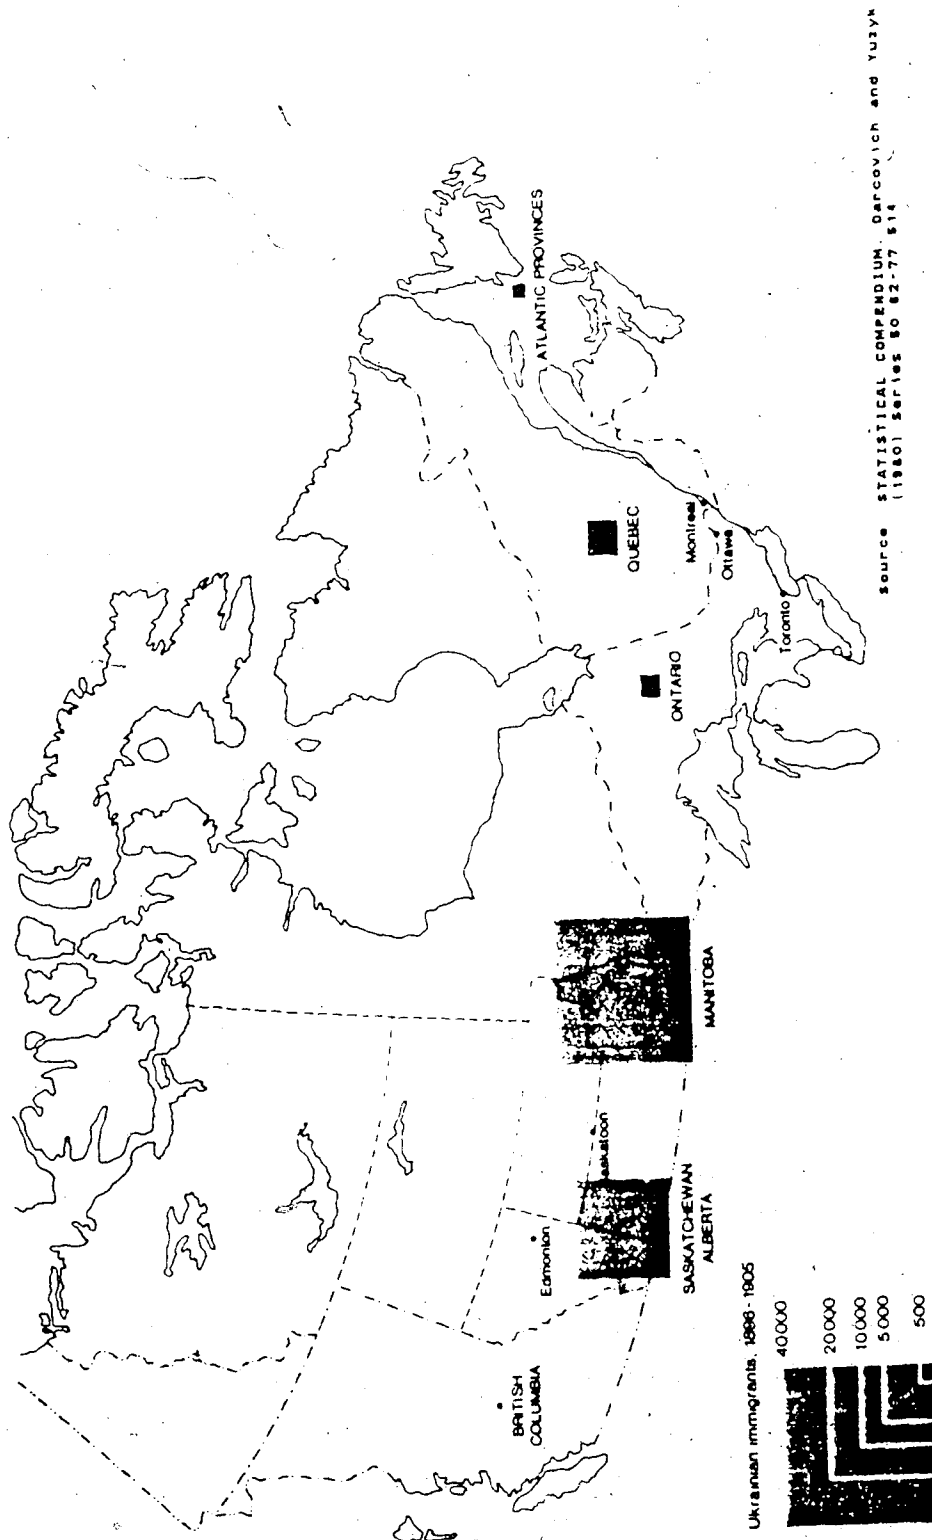 ATLANTIC PROVINCES
QUEBEC
Montreal
Ottawa
Toronto
ONTARIO
MANITOBA
askatoon
SASKATCHEWAN
ALBERTA
Edmonton
BRITISH
COLUMBIA
Ukrainian immigrants, 1896-1905
40000
20000
10000
5000
500
source STATISTICAL COMPENDIUM. Darcovich and Yuzyk
(1980) Series 50 62-77 514